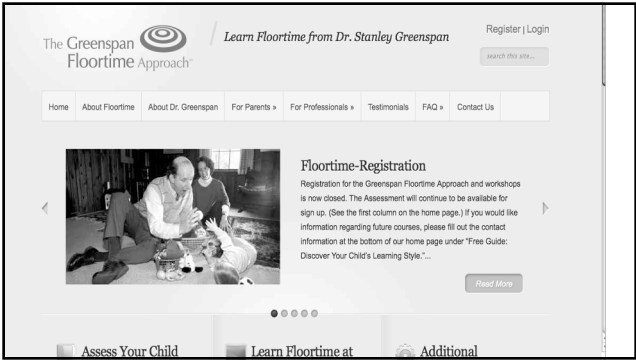 Register | Login
The Greenspan
Floortime Approach™
Learn Floortime from Dr. Stanley Greenspan
search this site...
Home
About Floortime
About Dr. Greenspan
For Parents »
For Professionals »
Testimonials
FAQ »
Contact Us
Floortime-Registration
Registration for the Greenspan Floortime Approach and workshops
is now closed. The Assessment will continue to be available for
sign up. (See the first column on the home page.) If you would like
information regarding future courses, please fill out the contact
information at the bottom of our home page under "Free Guide:
Discover Your Child's Learning Style."...
Read More
Assess Your Child
Learn Floortime at
Additional